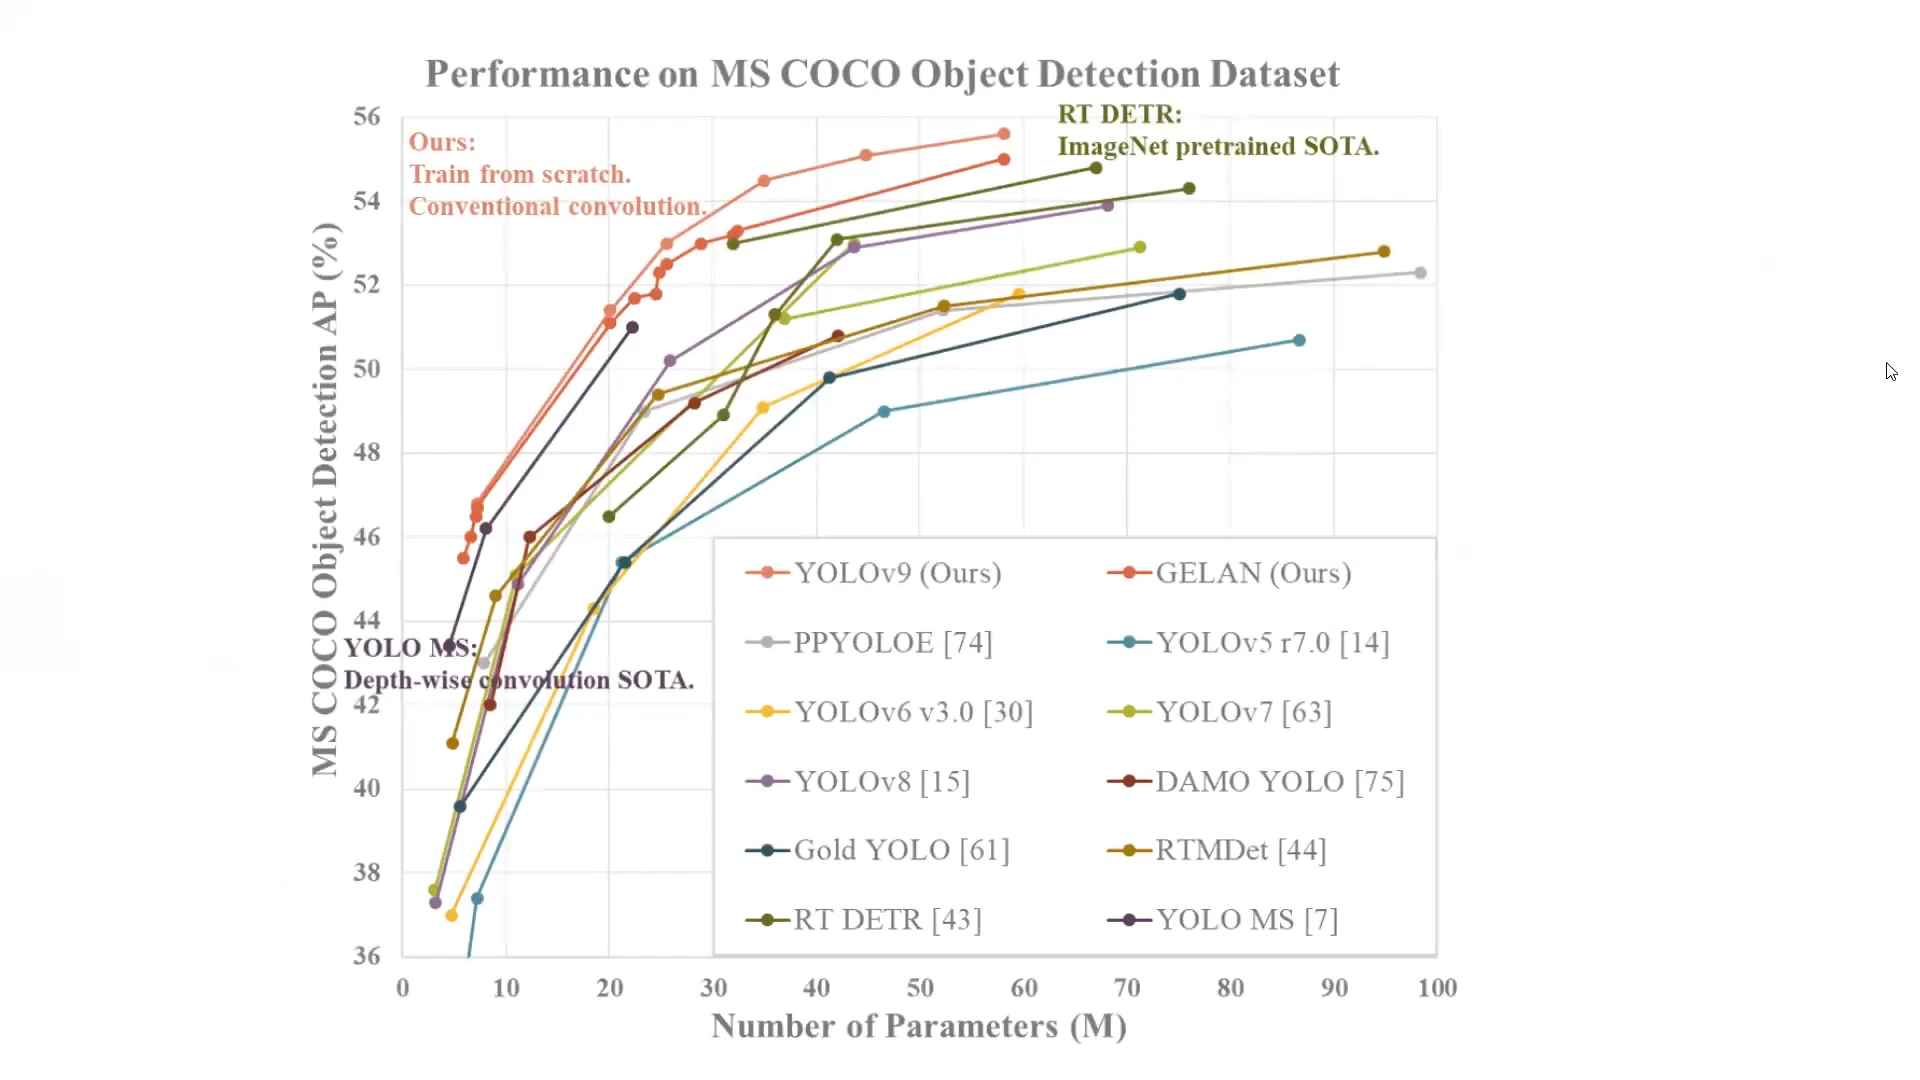 Performance on MS COCO Object Detection Dataset
RT DETR:
ImageNet pretrained SOTA.
Ours:
Train from scratch.
Conventional convolution.
MS COCO Object Detection AP (%)
56
54
52
50
48
46
44
42
40
38
36
YOLO MS:
Depth-wise convolution SOTA.
YOLOv9 (Ours)
GELAN (Ours)
PPYOLOE [74]
YOLOv5 r7.0 [14]
YOLOv6 v3.0 [30]
YOLOv7 [63]
YOLOv8 [15]
DAMO YOLO [75]
Gold YOLO [61]
RTMDet [44]
RT DETR [43]
YOLO MS [7]
0 10 20 30 40 50 60 70 80 90 100
Number of Parameters (M)